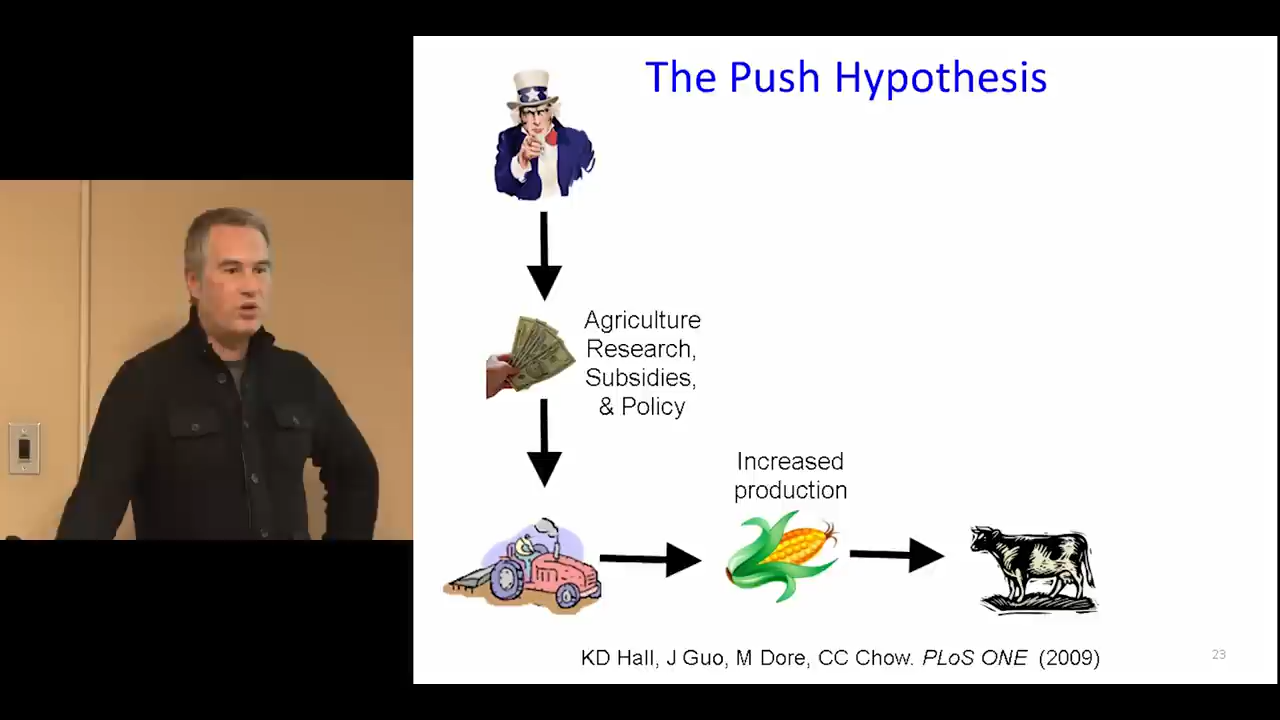 The Push Hypothesis
Agriculture
Research,
Subsidies,
& Policy
Increased
production
KD Hall, J Guo, M Dore, CC Chow. PLoS ONE (2009)
23